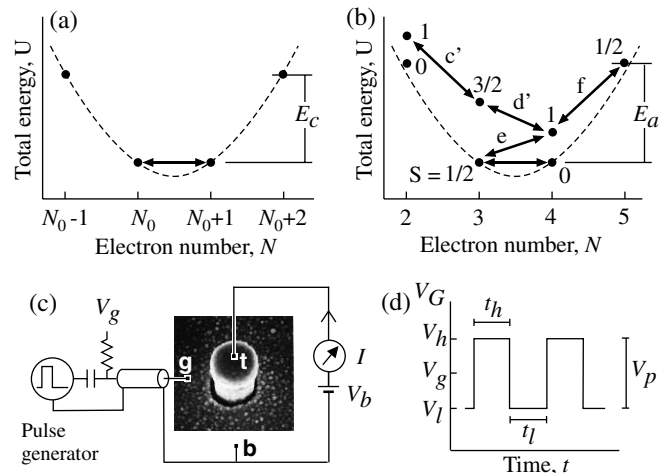 (a)
Total energy, U
E_c
N_0-1
N_0
N_0+1
N_0+2
Electron number, N
(b)
Total energy, U
1
0
c'
3/2
d'
1
e
f
1/2
E_a
S = 1/2
0
2
3
4
5
Electron number, N
(c)
V_g
g
t
I
V_b
b
Pulse
generator
(d)
V_G
t_h
V_h
V_g
V_l
V_p
t_l
Time, t